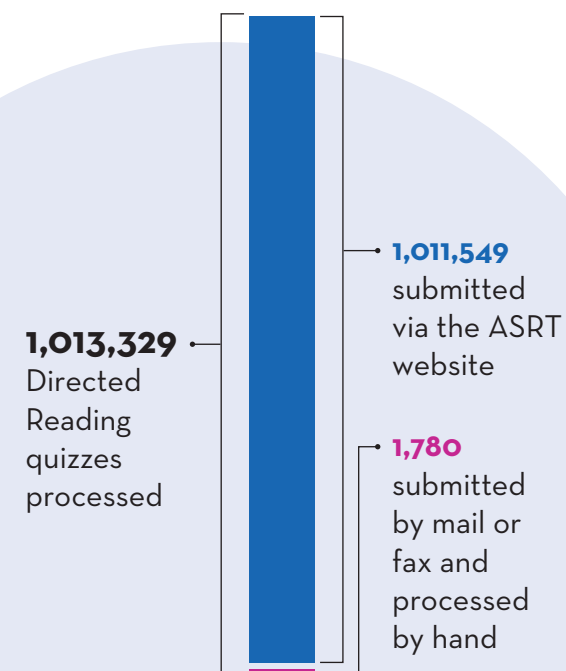 1,013,329
Directed
Reading
quizzes
processed
1,011,549
submitted
via the ASRT
website
1,780
submitted
by mail or
fax and
processed
by hand